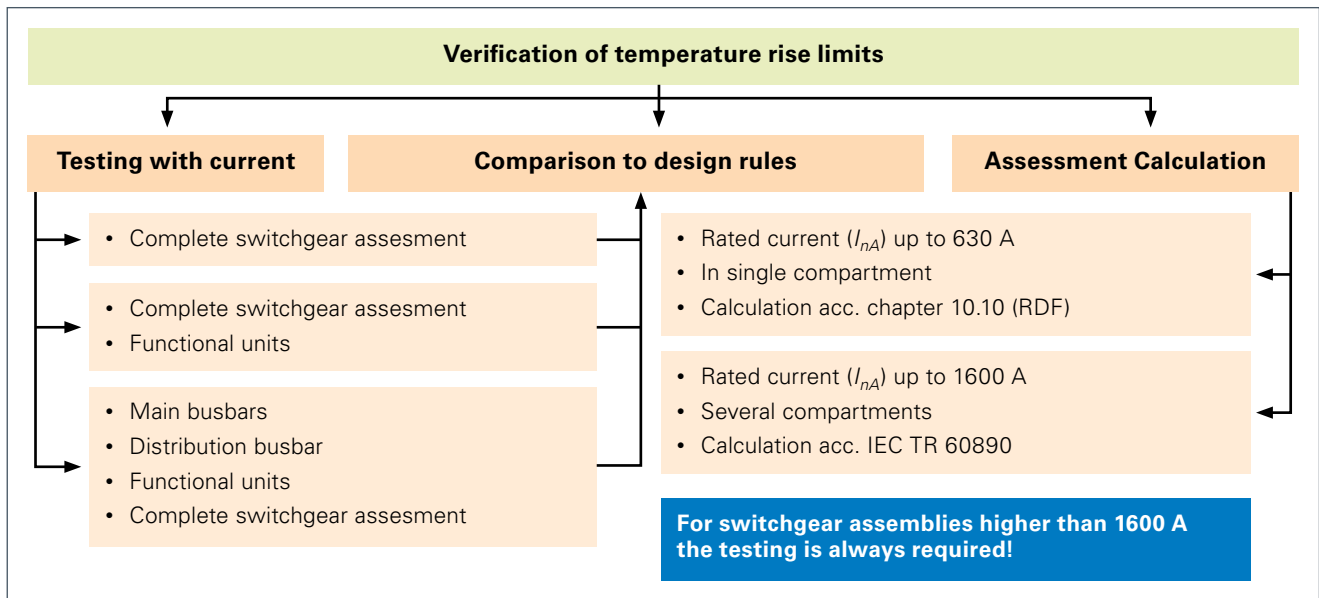 Verification of temperature rise limits
Testing with current
Comparison to design rules
Assessment Calculation
• Complete switchgear assesment
• Complete switchgear assesment
• Functional units
• Main busbars
• Distribution busbar
• Functional units
• Complete switchgear assesment
• Rated current (InA) up to 630 A
• In single compartment
• Calculation acc. chapter 10.10 (RDF)
• Rated current (InA) up to 1600 A
• Several compartments
• Calculation acc. IEC TR 60890
For switchgear assemblies higher than 1600 A
the testing is always required!